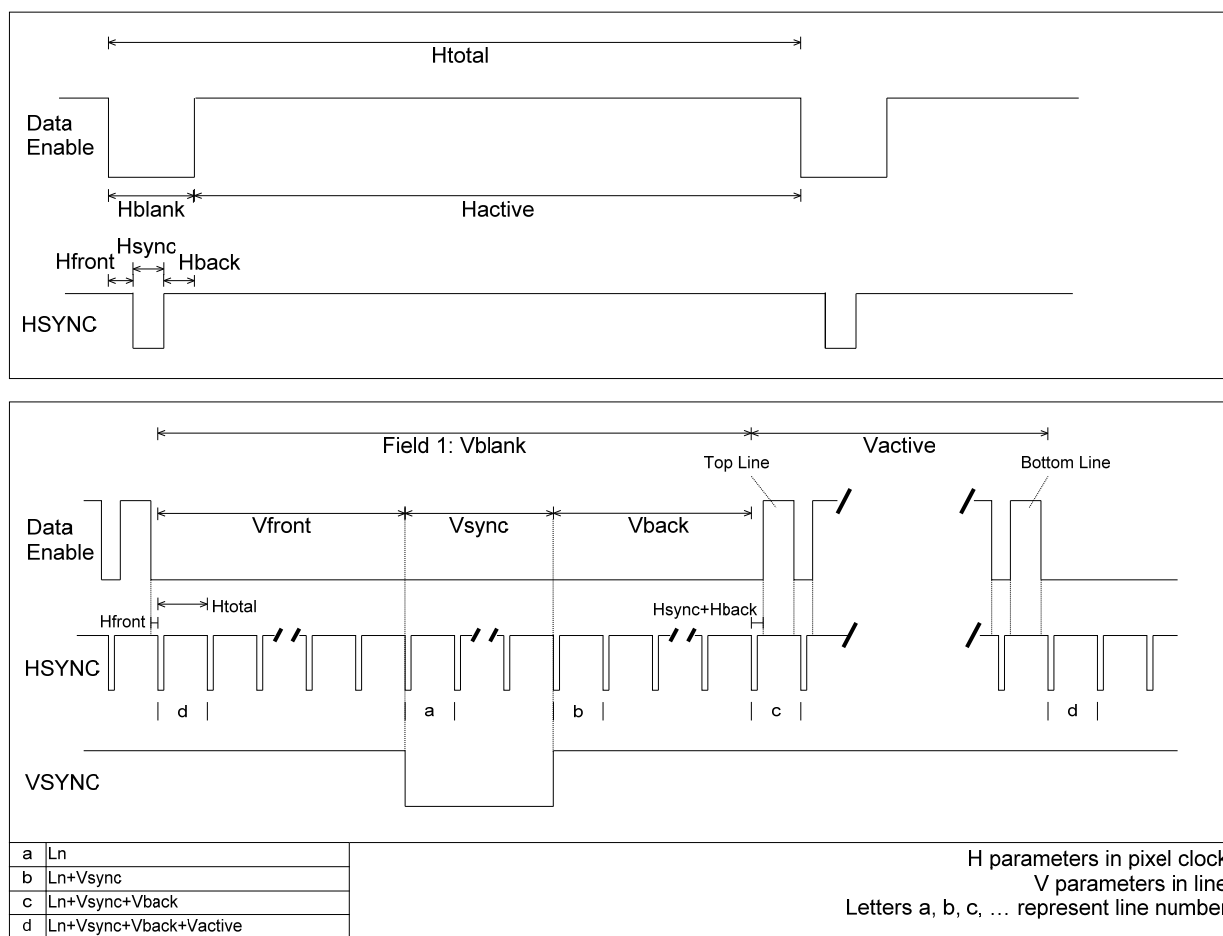 Htotal
Data
Enable
Hblank
Hactive
Hsync
Hfront
Hback
HSYNC
Field 1: Vblank
Vactive
Top Line
Bottom Line
Data
Enable
Vfront
Vsync
Vback
Hfront
Htotal
Hsync+Hback
HSYNC
d
a
b
c
d
VSYNC
a Ln
b Ln+Vsync
c Ln+Vsync+Vback
d Ln+Vsync+Vback+Vactive
H parameters in pixel clock
V parameters in line
Letters a, b, c, … represent line number